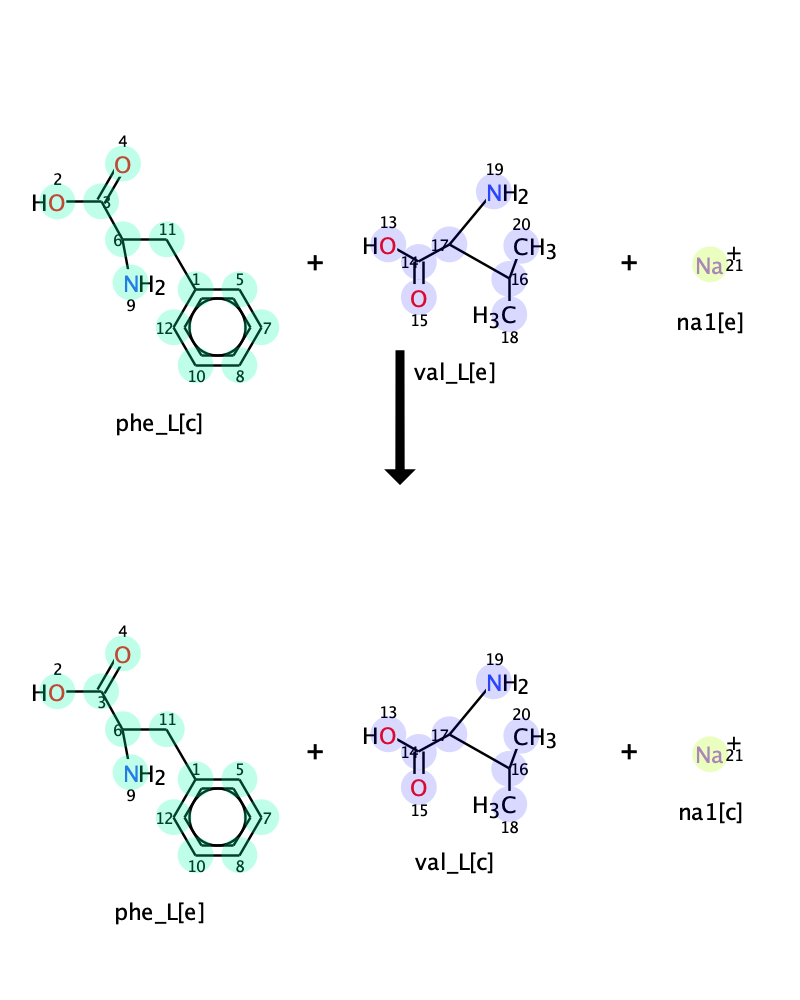 4
O
2
HO
3
6
11
NH2
9
1
5
12
7
10
8
phe_L[c]
+
19
NH2
13
HO
14
17
20
CH3
O
15
16
H3C
18
val_L[e]
+
Na+
21
na1[e]
4
O
2
HO
3
6
11
NH2
9
1
5
12
7
10
8
phe_L[e]
+
19
NH2
13
HO
14
17
20
CH3
O
15
16
H3C
18
val_L[c]
+
Na+
21
na1[c]